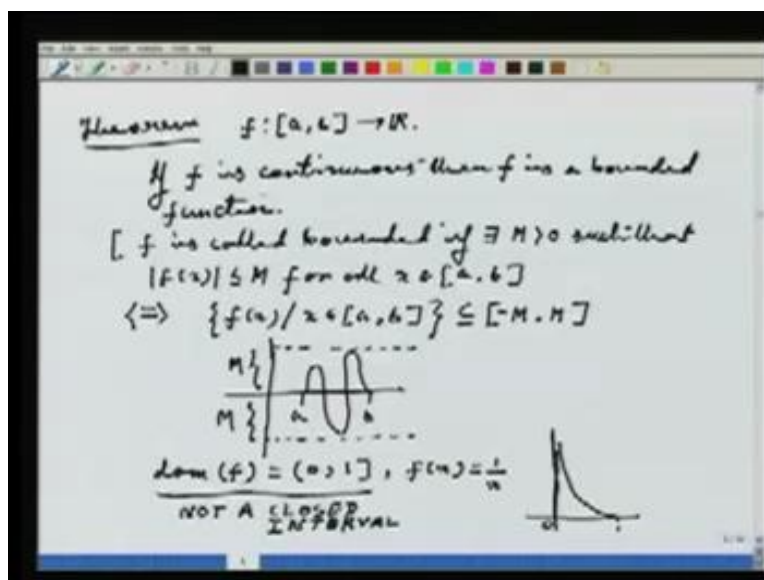 Theorem f : [a, b] → R.
If f is continuous then f is a bounded
function.
[ f is called bounded if ∃ M > 0 such that
|f(x)| ≤ M for all x ∈ [a, b]
<=> {f(x) / x ∈ [a, b]} ⊆ [-M, M]
M {
M { a b
dom (f) = (0, 1], f(x) = 1/x
NOT A CLOSED
INTERVAL
0 1